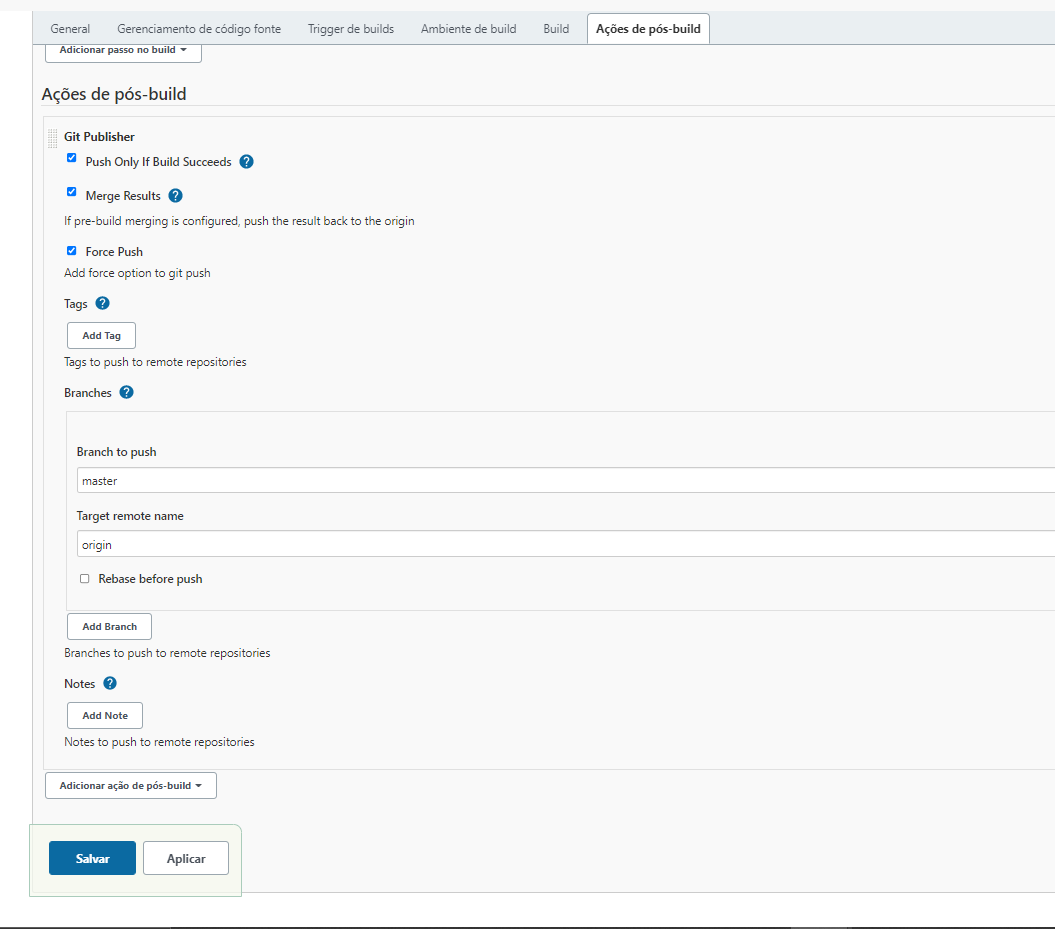 General Gerenciamento de código fonte Trigger de builds Ambiente de build Build Ações de pós-build
Adicionar passo no build
Ações de pós-build
Git Publisher
Push Only If Build Succeeds ?
Merge Results ?
If pre-build merging is configured, push the result back to the origin
Force Push
Add force option to git push
Tags ?
Add Tag
Tags to push to remote repositories
Branches ?
Branch to push
master
Target remote name
origin
Rebase before push
Add Branch
Branches to push to remote repositories
Notes ?
Add Note
Notes to push to remote repositories
Adicionar ação de pós-build
Salvar Aplicar